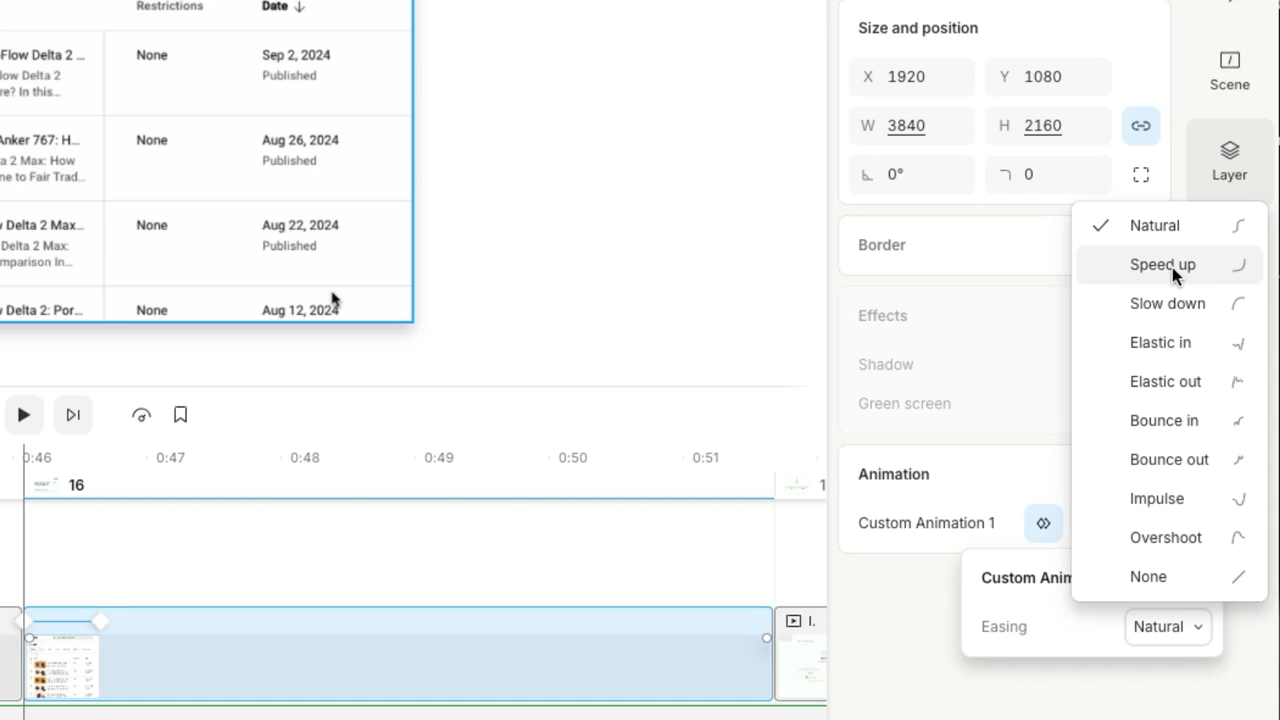 Restrictions Date ↓
Flow Delta 2 ... None Sep 2, 2024
low Delta 2 Published
re? In this...
Anker 767: H... None Aug 26, 2024
a 2 Max: How Published
ne to Fair Trad...
w Delta 2 Max... None Aug 22, 2024
Delta 2 Max: Published
mparison In...
w Delta 2: Por... None Aug 12, 2024
0:46 0:47 0:48 0:49 0:50 0:51
16 1
I.
Size and position
X 1920 Y 1080
W 3840 H 2160
0° 0
Border
Effects
Shadow
Green screen
Animation
Custom Animation 1
Custom Anim
Easing Natural
Natural
Speed up
Slow down
Elastic in
Elastic out
Bounce in
Bounce out
Impulse
Overshoot
None
Scene
Layer